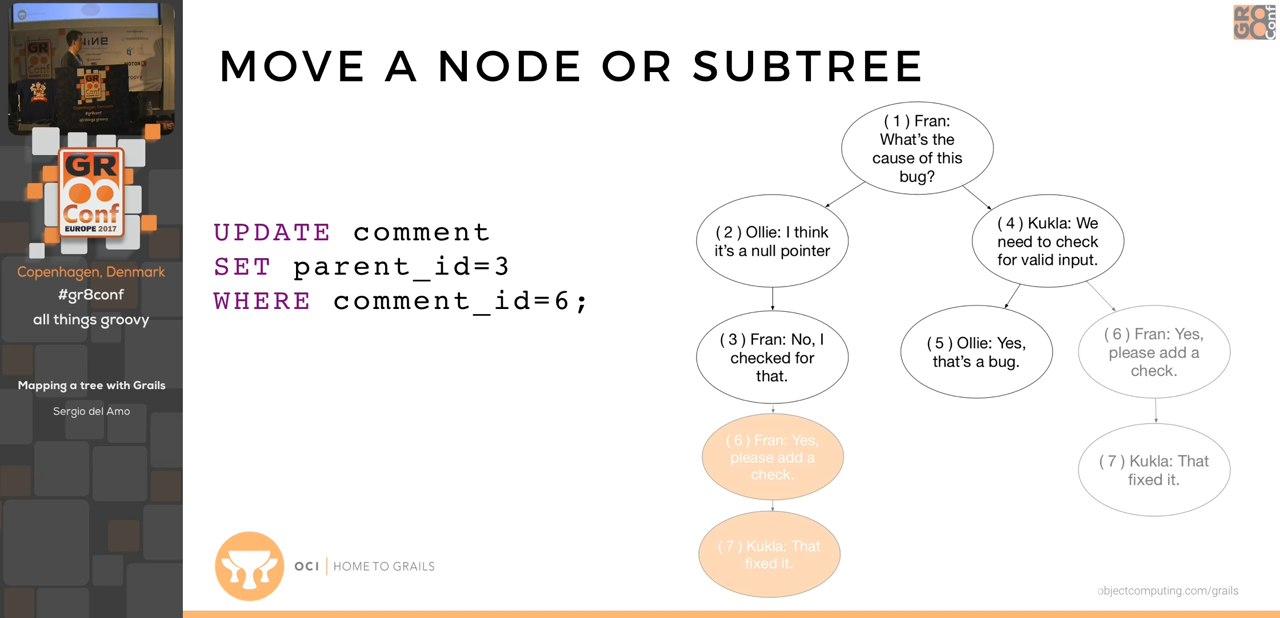 GR
Conf
MOVE A NODE OR SUBTREE
GR
Conf
EUROPE 2017
Copenhagen, Denmark
#gr8conf
all things groovy
Mapping a tree with Grails
Sergio del Amo
UPDATE comment
SET parent_id=3
WHERE comment_id=6;
( 1 ) Fran:
What's the
cause of this
bug?
( 2 ) Ollie: I think
it's a null pointer
( 4 ) Kukla: We
need to check
for valid input.
( 3 ) Fran: No, I
checked for
that.
( 5 ) Ollie: Yes,
that's a bug.
( 6 ) Fran: Yes,
please add a
check.
( 6 ) Fran: Yes,
please add a
check.
( 7 ) Kukla: That
fixed it.
( 7 ) Kukla: That
fixed it.
OCI | HOME TO GRAILS
objectcomputing.com/grails